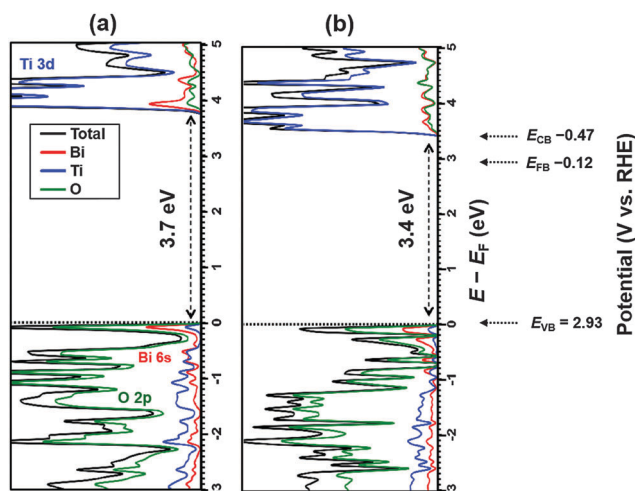 (a)
(b)
Ti 3d
Total
Bi
Ti
O
3.7 eV
Bi 6s
O 2p
5
4
3
2
1
0
-1
-2
3
3.4 eV
5
4
3
2
1
0
-1
-2
3
E − EF (eV)
ECB −0.47
EFB −0.12
EVB = 2.93
Potential (V vs. RHE)